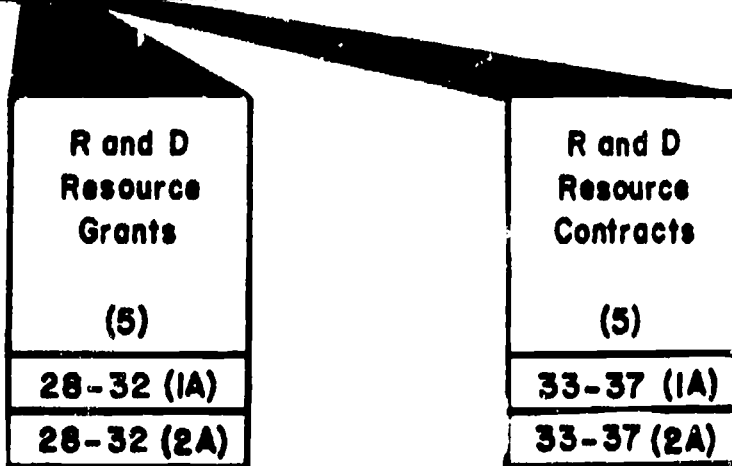 R and D
Resource
Grants
(5)
28-32 (1A)
28-32 (2A)
R and D
Resource
Contracts
(5)
33-37 (1A)
33-37 (2A)